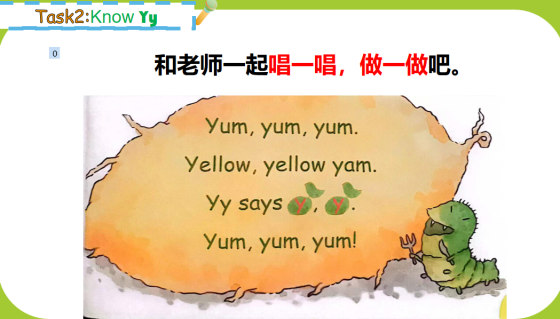 Task2:Know Yy
0
和老师一起唱一唱，做一做吧。
Yum, yum, yum.
Yellow, yellow yam.
Yy says y, y.
Yum, yum, yum!